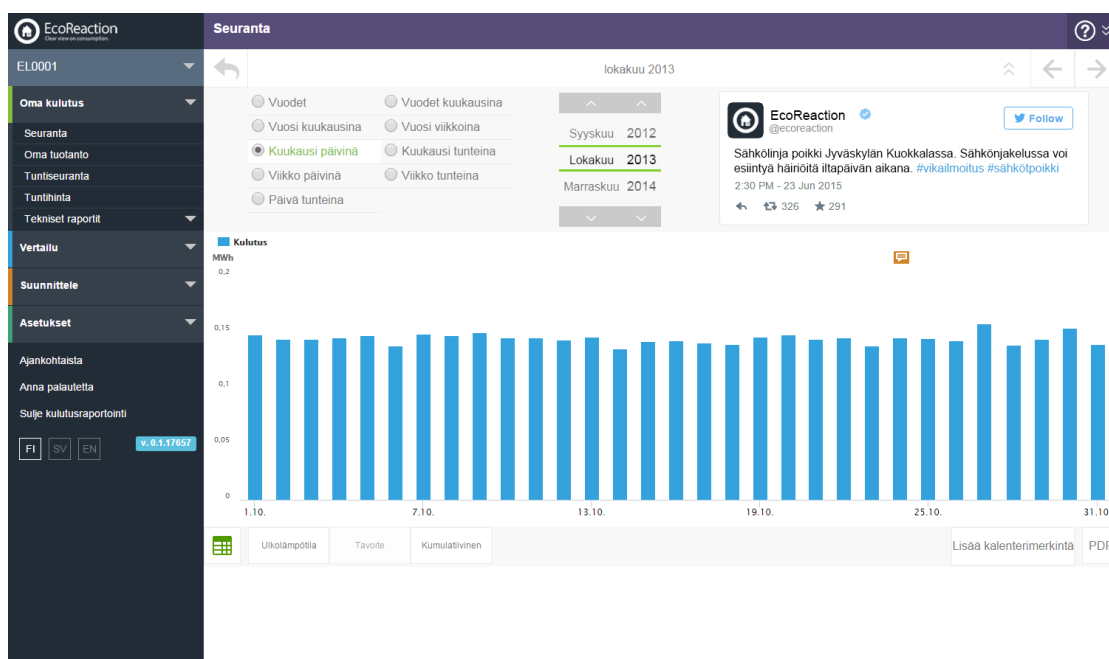 EcoReaction
Clear view on consumption.
Seuranta
?
EL0001
lokakuu 2013
Oma kulutus
Seuranta
Oma tuotanto
Tuntiseuranta
Tuntihinta
Tekniset raportit
Vertailu
Suunnittele
Asetukset
Ajankohtaista
Anna palautetta
Sulje kulutusraportointi
FI SV EN
v. 0.1.17657
Vuodet
Vuodet kuukausina
Vuosi kuukausina
Vuosi viikkoina
Kuukausi päivinä
Kuukausi tunteina
Viikko päivinä
Viikko tunteina
Päivä tunteina
Syyskuu 2012
Lokakuu 2013
Marraskuu 2014
EcoReaction
@ecoreaction
Follow
Sähkölinja poikki Jyväskylän Kuokkalassa. Sähkönjakelussa voi
esiintyä häiriöitä iltapäivän aikana. #vikailmoitus #sähkötpoikki
2:30 PM - 23 Jun 2015
326 291
Kulutus
MWh
0,2
0,15
0,1
0,05
0
1.10. 7.10. 13.10. 19.10. 25.10. 31.10
Ulkolämpötila
Tavoite
Kumulatiivinen
Lisää kalenterimerkintä
PDF